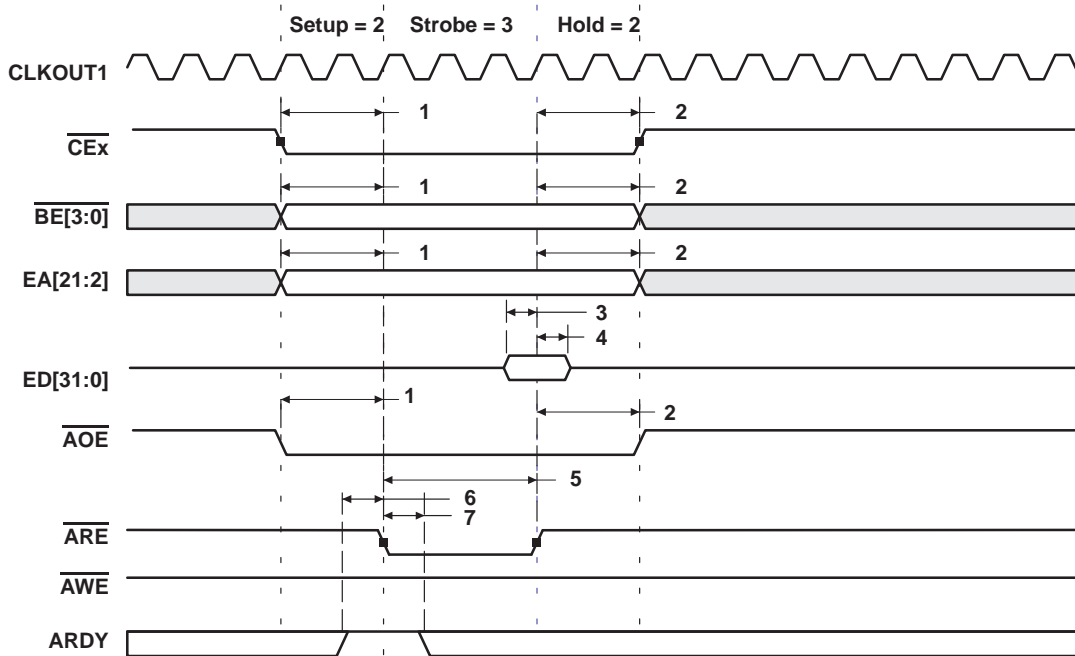 Setup = 2 Strobe = 3 Hold = 2
CLKOUT1
1 2
CEx
1 2
BE[3:0]
1 2
EA[21:2]
3
4
ED[31:0]
1
2
AOE
5
6
7
ARE
AWE
ARDY